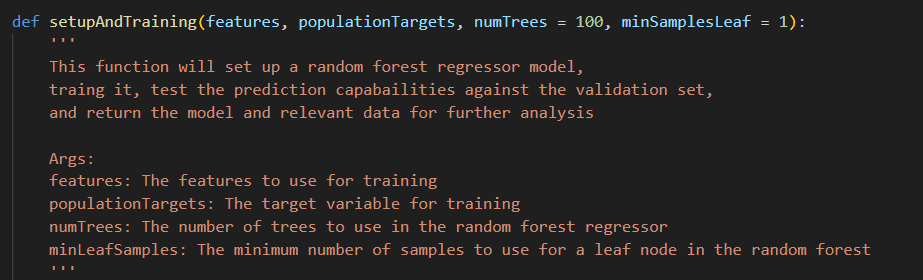 def setupAndTraining(features, populationTargets, numTrees = 100, minSamplesLeaf = 1):
'''
This function will set up a random forest regressor model,
traing it, test the prediction capabailities against the validation set,
and return the model and relevant data for further analysis
Args:
features: The features to use for training
populationTargets: The target variable for training
numTrees: The number of trees to use in the random forest regressor
minLeafSamples: The minimum number of samples to use for a leaf node in the random forest
'''